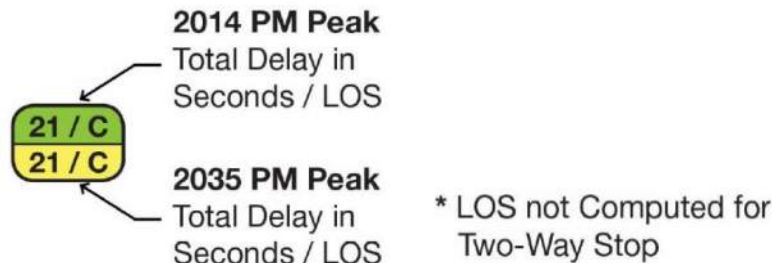 2014 PM Peak
Total Delay in
Seconds / LOS
21 / C
21 / C
2035 PM Peak
Total Delay in
Seconds / LOS
* LOS not Computed for
Two-Way Stop